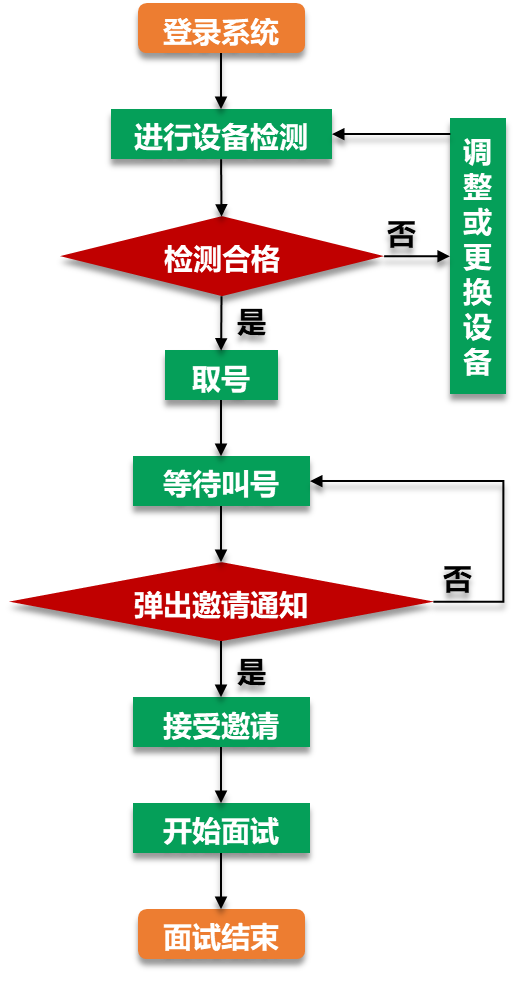 登录系统
进行设备检测
调整或更换设备
否
检测合格
是
取号
等待叫号
否
弹出邀请通知
是
接受邀请
开始面试
面试结束